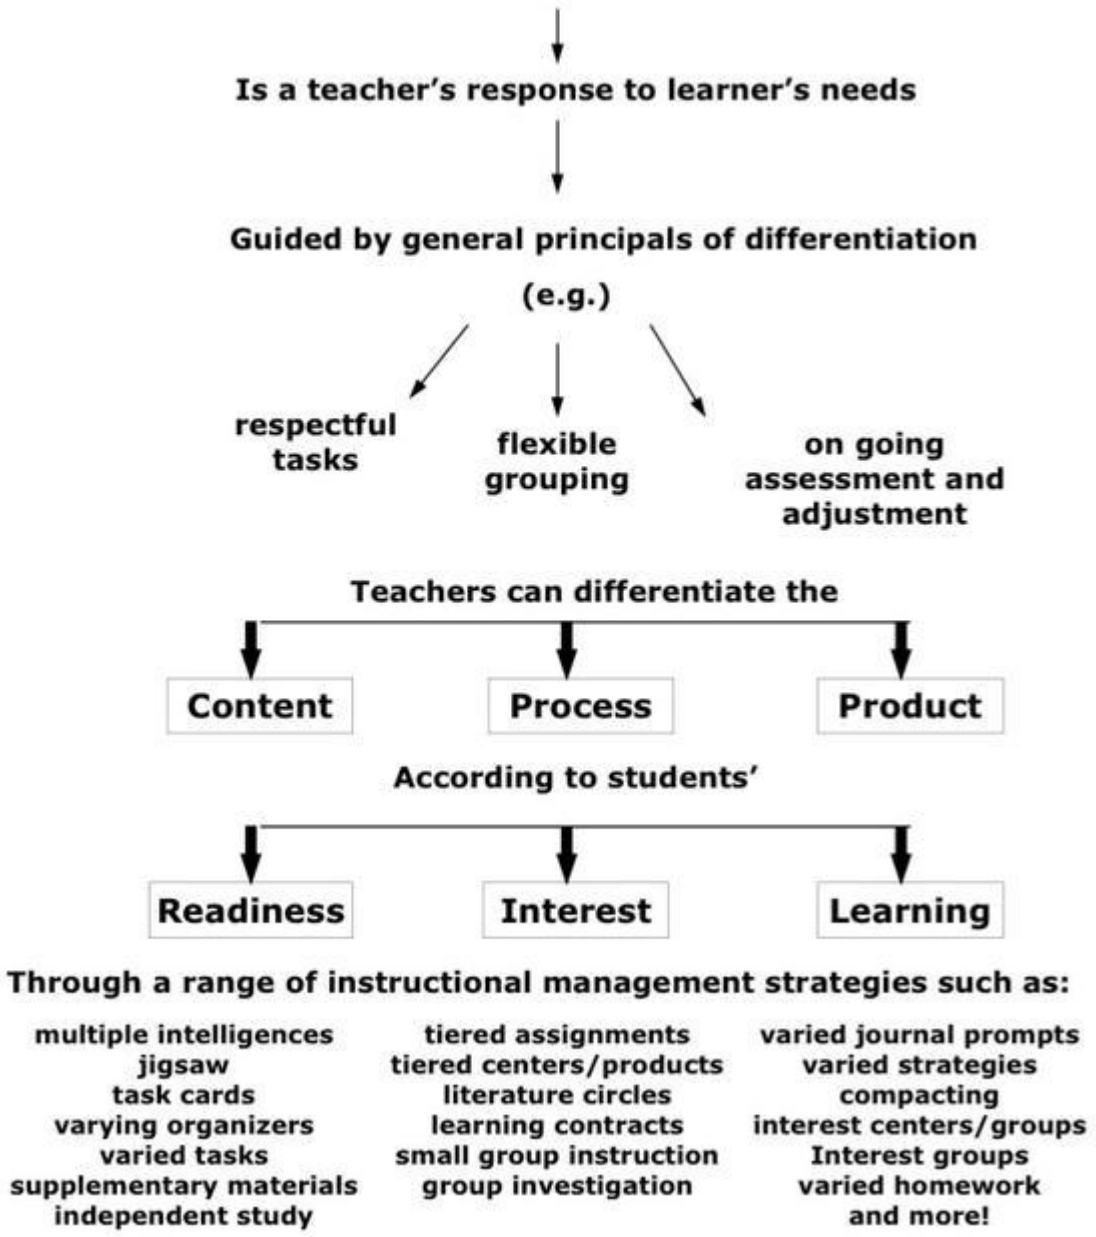 Is a teacher’s response to learner’s needs
Guided by general principals of differentiation
(e.g.)
respectful
tasks
flexible
grouping
on going
assessment and
adjustment
Teachers can differentiate the
Content
Process
Product
According to students’
Readiness
Interest
Learning
Through a range of instructional management strategies such as:
multiple intelligences
jigsaw
task cards
varying organizers
varied tasks
supplementary materials
independent study
tiered assignments
tiered centers/products
literature circles
learning contracts
small group instruction
group investigation
varied journal prompts
varied strategies
compacting
interest centers/groups
Interest groups
varied homework
and more!